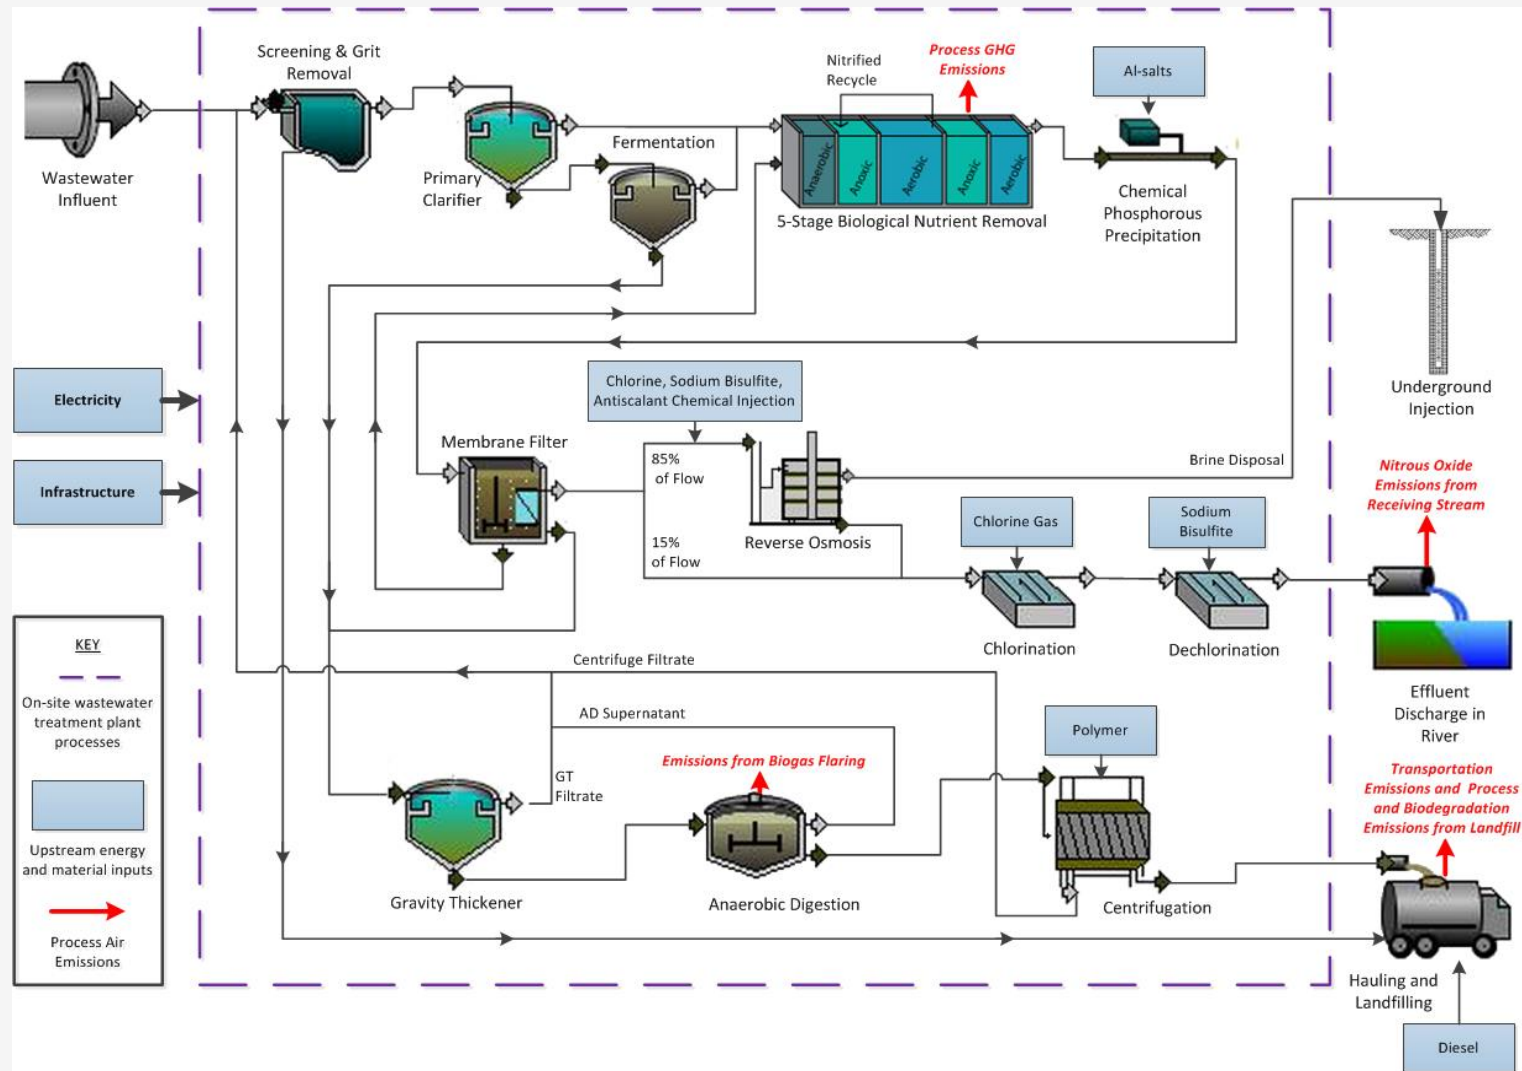 Screening & Grit
Removal
Wastewater
Influent
Primary
Clarifier
Fermentation
Nitrified
Recycle
Process GHG
Emissions
Anaerobic
Anoxic
Aerobic
Anoxic
Aerobic
5-Stage Biological Nutrient Removal
Al-salts
Chemical
Phosphorous
Precipitation
Underground
Injection
Electricity
Infrastructure
Chlorine, Sodium Bisulfite,
Antiscalant Chemical Injection
Membrane Filter
85%
of Flow
15%
of Flow
Reverse Osmosis
Brine Disposal
Chlorine Gas
Sodium
Bisulfite
Chlorination
Dechlorination
Nitrous Oxide
Emissions from
Receiving Stream
Effluent
Discharge in
River
KEY
On-site wastewater
treatment plant
processes
Upstream energy
and material inputs
Process Air
Emissions
Centrifuge Filtrate
AD Supernatant
GT
Filtrate
Gravity Thickener
Emissions from Biogas Flaring
Anaerobic Digestion
Polymer
Centrifugation
Transportation
Emissions and Process
and Biodegradation
Emissions from Landfill
Hauling and
Landfilling
Diesel